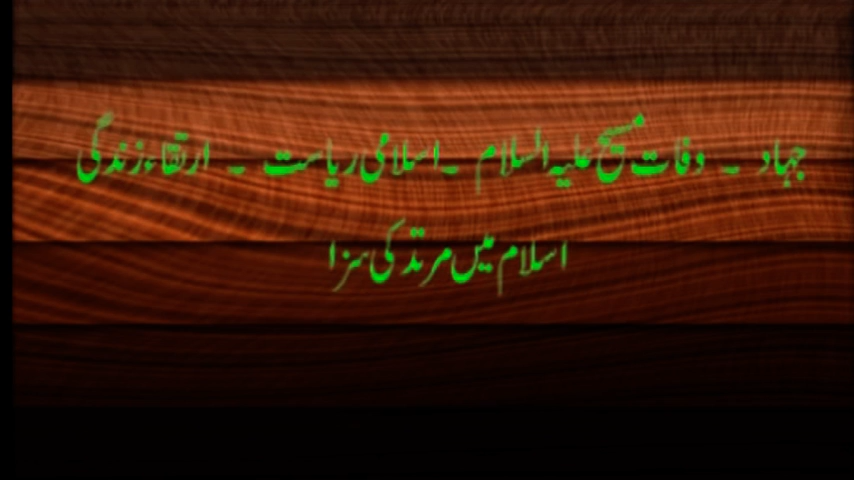 جہاد ۔ وفات مسیح علیہ السلام ۔ اسلامی ریاست ۔ ارتقاء زندگی
اسلام میں مرتد کی سزا